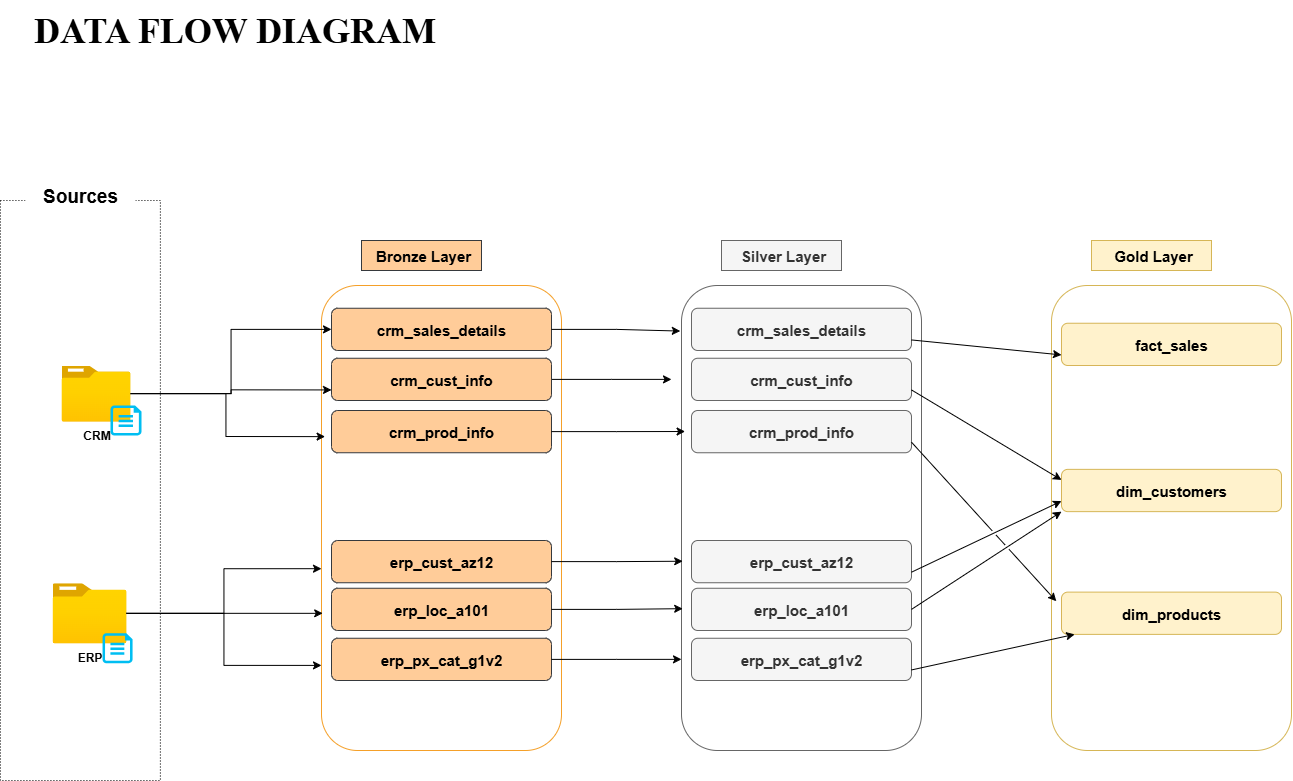 DATA FLOW DIAGRAM
Sources
CRM
ERP
Bronze Layer
crm_sales_details
crm_cust_info
crm_prod_info
erp_cust_az12
erp_loc_a101
erp_px_cat_g1v2
Silver Layer
crm_sales_details
crm_cust_info
crm_prod_info
erp_cust_az12
erp_loc_a101
erp_px_cat_g1v2
Gold Layer
fact_sales
dim_customers
dim_products